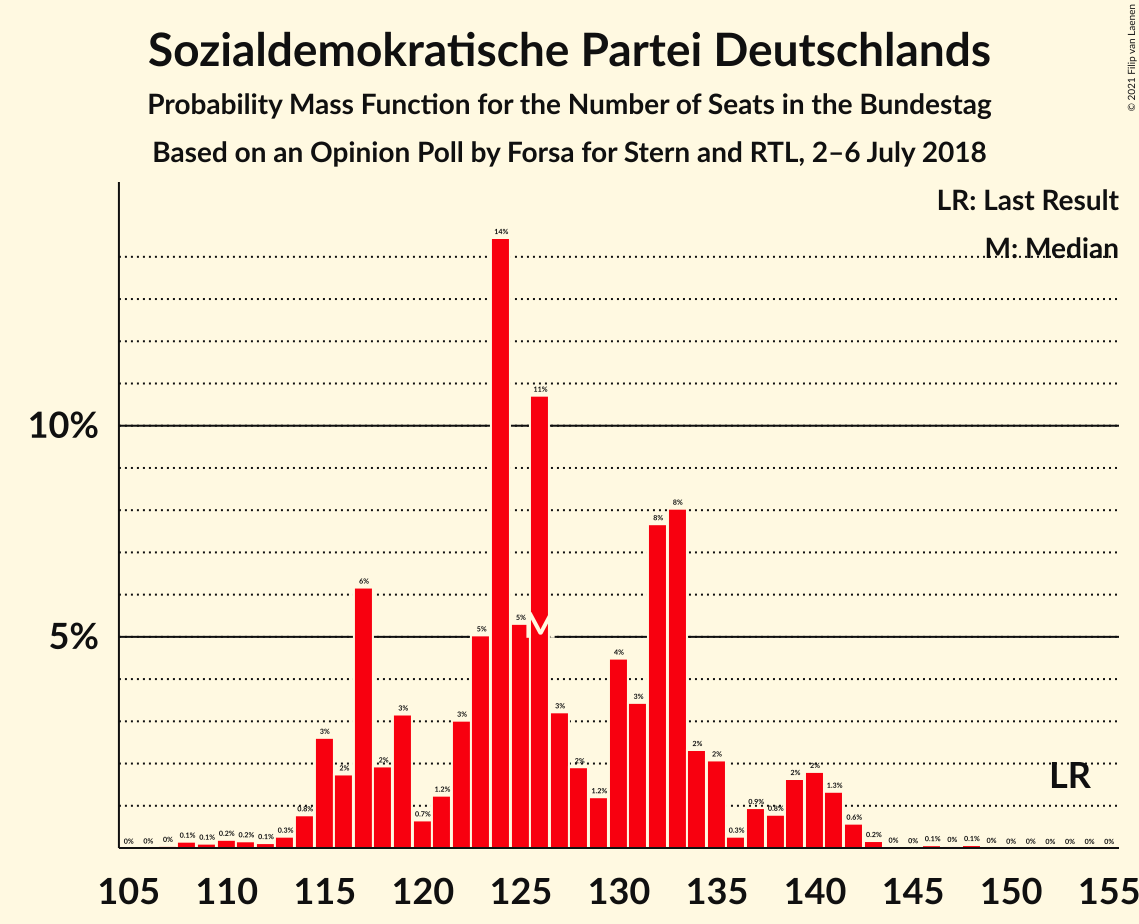 Sozialdemokratische Partei Deutschlands
Probability Mass Function for the Number of Seats in the Bundestag
Based on an Opinion Poll by Forsa for Stern and RTL, 2–6 July 2018
© 2021 Filip van Laenen
LR: Last Result
M: Median
10%
5%
0% 0% 0% 0.1% 0.1% 0.2% 0.2% 0.1% 0.3% 0.8% 3% 2% 6% 2% 3% 0.7% 1.2% 3% 5% 14% 5% 11% 3% 2% 1.2% 4% 3% 8% 8% 2% 2% 0.3% 0.9% 0.8% 2% 2% 1.3% 0.6% 0.2% 0% 0% 0.1% 0% 0.1% 0% 0% 0% 0% 0% 0% 0%
M
LR
105 110 115 120 125 130 135 140 145 150 155